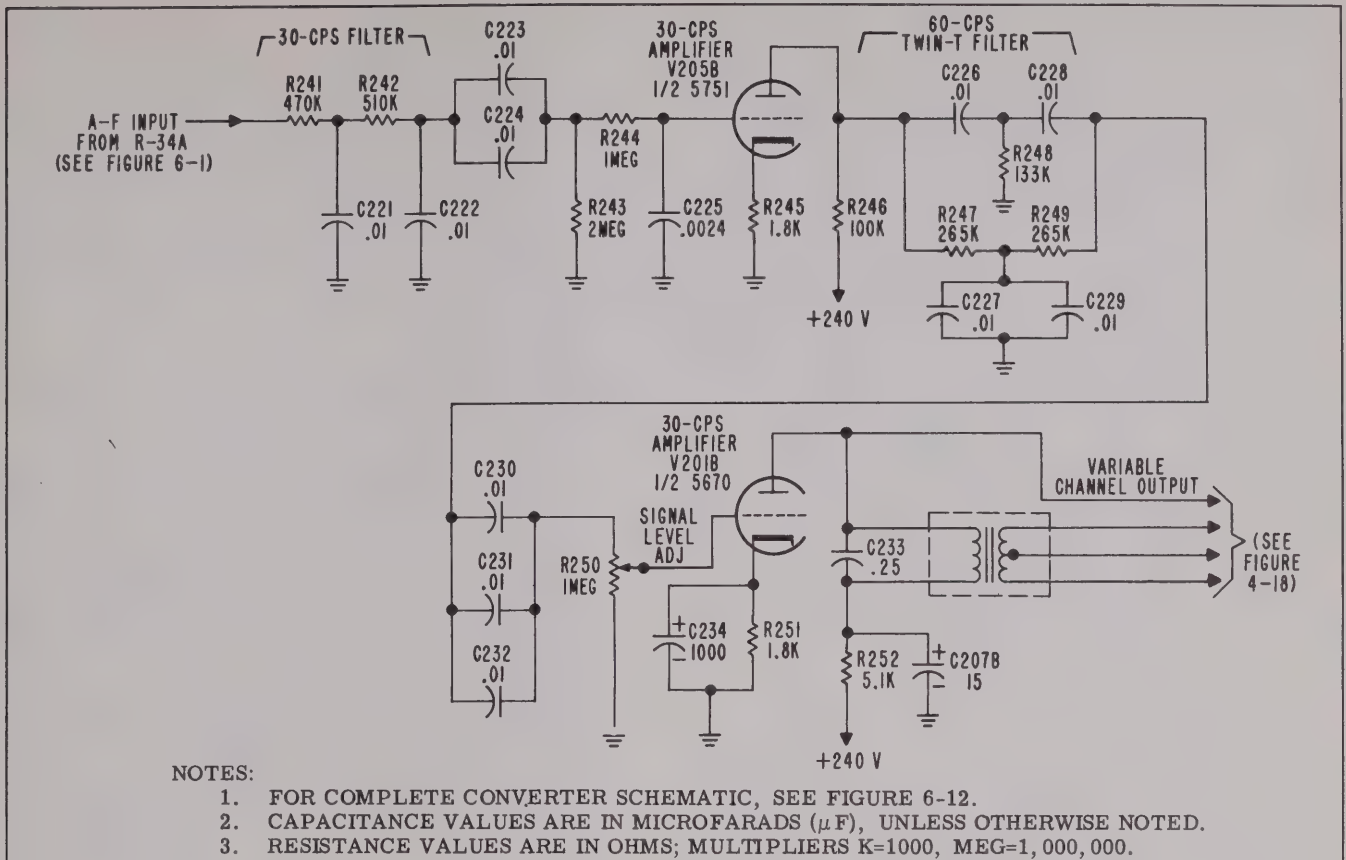 30-CPS FILTER
C223
.01
30-CPS
AMPLIFIER
V205B
1/2 5751
60-CPS
TWIN-T FILTER
R241
470K
R242
510K
C224
.01
C226
.01
C228
.01
A-F INPUT
FROM R-34A
(SEE FIGURE 6-1)
R244
1MEG
R248
133K
C221
.01
C222
.01
R243
2MEG
C225
.0024
R245
1.8K
R246
100K
R247
265K
R249
265K
+240 V
C227
.01
C229
.01
30-CPS
AMPLIFIER
V201B
1/2 5670
C230
.01
SIGNAL
LEVEL
ADJ
VARIABLE
CHANNEL OUTPUT
C231
.01
R250
1MEG
C233
.25
(SEE
FIGURE
4-18)
C232
.01
+
C234
1000
-
R251
1.8K
R252
5.1K
+
C207B
15
-
+240 V
NOTES:
1. FOR COMPLETE CONVERTER SCHEMATIC, SEE FIGURE 6-12.
2. CAPACITANCE VALUES ARE IN MICROFARADS (μF), UNLESS OTHERWISE NOTED.
3. RESISTANCE VALUES ARE IN OHMS; MULTIPLIERS K=1000, MEG=1,000,000.